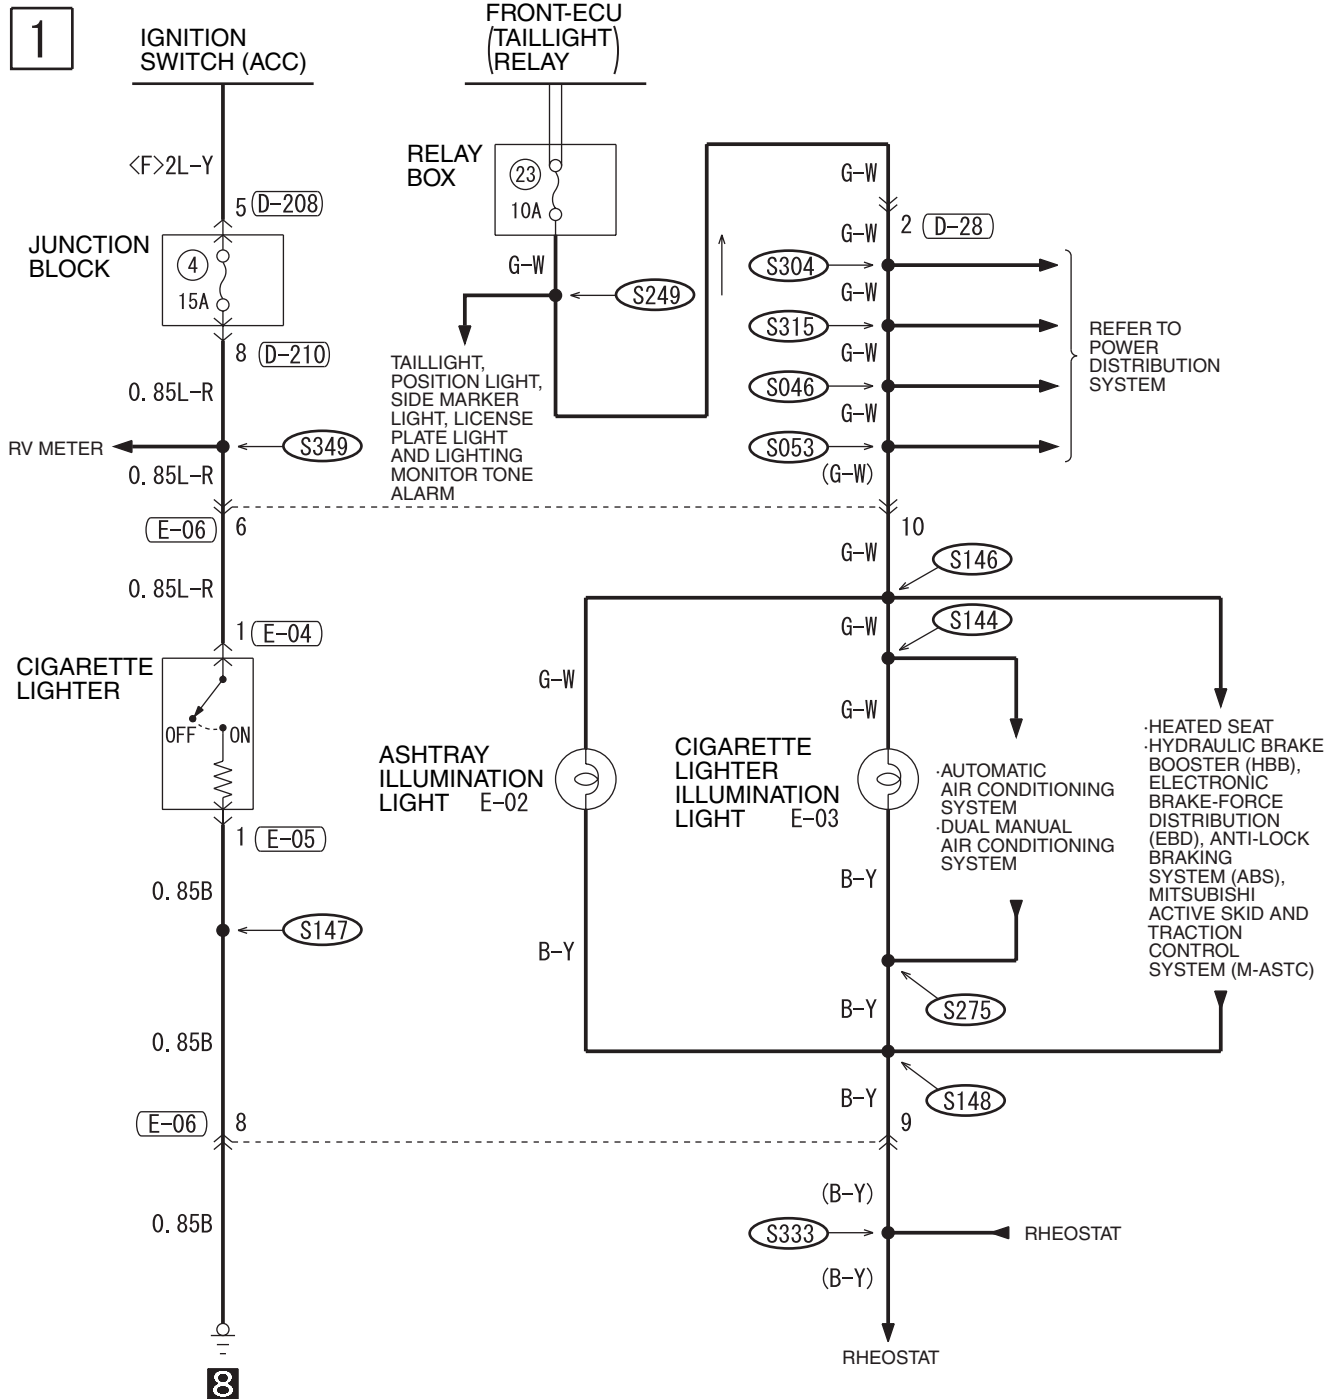 1
IGNITION
SWITCH (ACC)
FRONT-ECU
(TAILLIGHT)
RELAY
<F>2L-Y
5 D-208
JUNCTION
BLOCK
4
15A
8 D-210
0.85L-R
RV METER
S349
0.85L-R
E-06 6
0.85L-R
1 E-04
CIGARETTE
LIGHTER
OFF ON
1 E-05
0.85B
S147
0.85B
E-06 8
0.85B
8
RELAY
BOX
23
10A
G-W
S249
TAILLIGHT,
POSITION LIGHT,
SIDE MARKER
LIGHT, LICENSE
PLATE LIGHT
AND LIGHTING
MONITOR TONE
ALARM
G-W
2 D-28
G-W
S304
G-W
S315
G-W
S046
G-W
S053
(G-W)
REFER TO
POWER
DISTRIBUTION
SYSTEM
10
G-W
S146
G-W
S144
G-W
G-W
ASHTRAY
ILLUMINATION
LIGHT E-02
CIGARETTE
LIGHTER
ILLUMINATION
LIGHT E-03
·AUTOMATIC
AIR CONDITIONING
SYSTEM
·DUAL MANUAL
AIR CONDITIONING
SYSTEM
·HEATED SEAT
·HYDRAULIC BRAKE
BOOSTER (HBB),
ELECTRONIC
BRAKE-FORCE
DISTRIBUTION
(EBD), ANTI-LOCK
BRAKING
SYSTEM (ABS),
MITSUBISHI
ACTIVE SKID AND
TRACTION
CONTROL
SYSTEM (M-ASTC)
B-Y
B-Y
S275
B-Y
S148
B-Y
9
(B-Y)
S333
RHEOSTAT
(B-Y)
RHEOSTAT